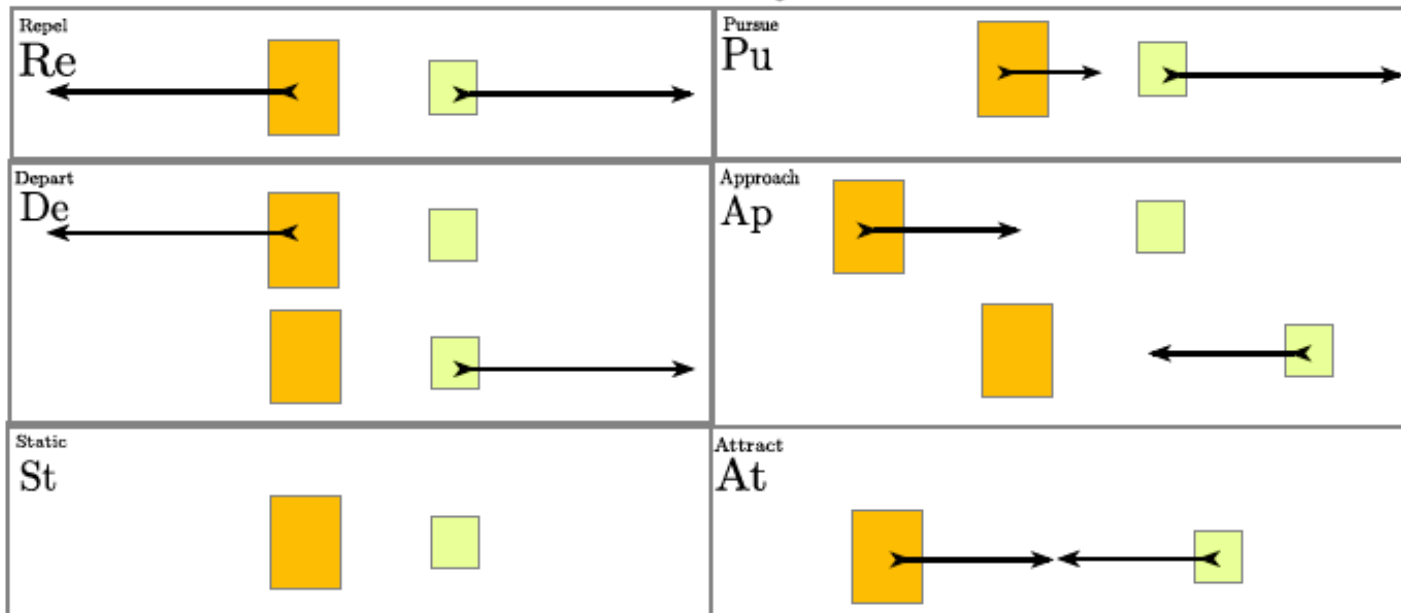 Repel
Re
Pursue
Pu
Depart
De
Approach
Ap
Static
St
Attract
At